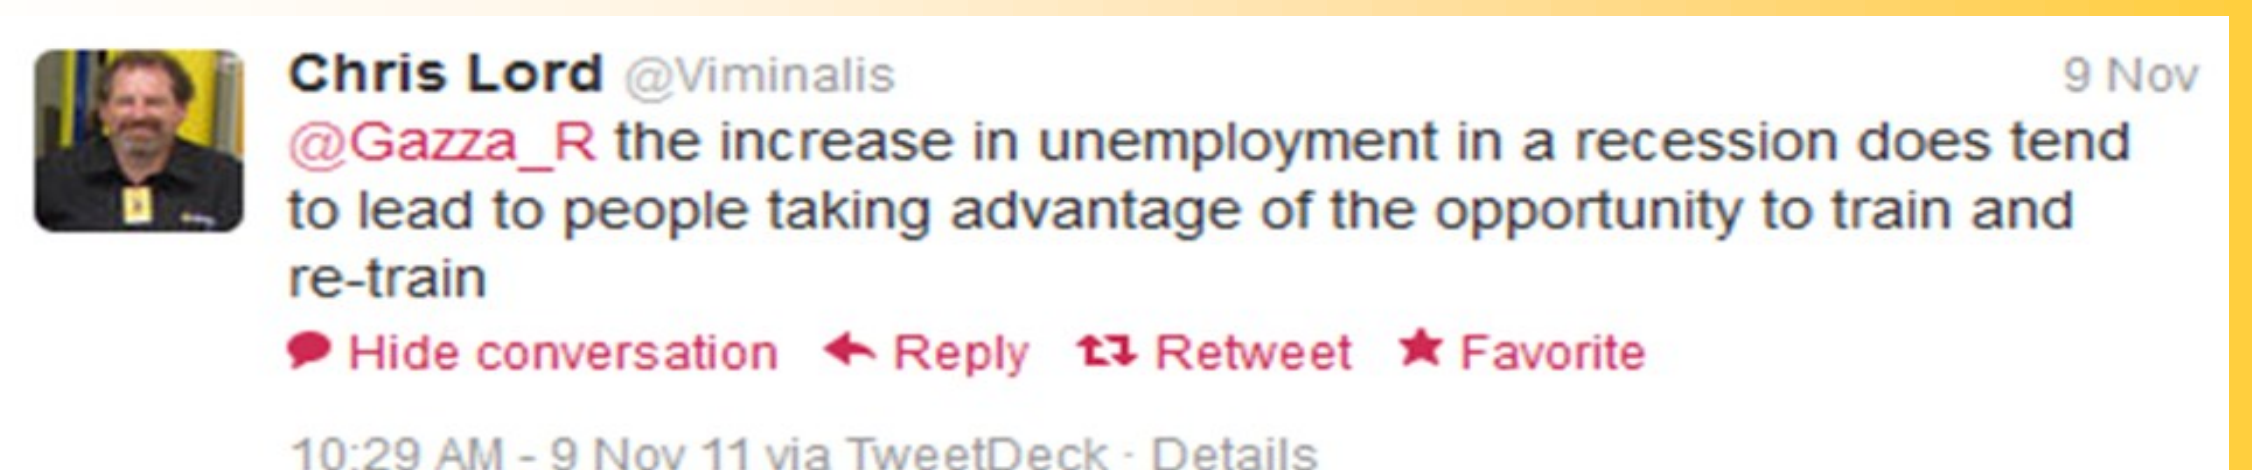 Chris Lord @Viminalis 9 Nov
@Gazza_R the increase in unemployment in a recession does tend
to lead to people taking advantage of the opportunity to train and
re-train
Hide conversation Reply Retweet Favorite
10:29 AM - 9 Nov 11 via TweetDeck · Details